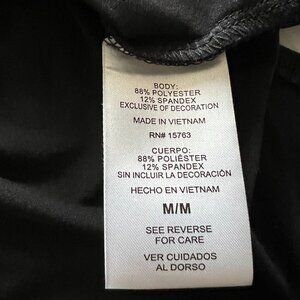 BODY:
88% POLYESTER
12% SPANDEX
EXCLUSIVE OF DECORATION
MADE IN VIETNAM
RN# 15763
CUERPO:
88% POLIÉSTER
12% SPANDEX
SIN INCLUIR LA DECORACIÓN
HECHO EN VIETNAM
M/M
SEE REVERSE
FOR CARE
VER CUIDADOS
AL DORSO